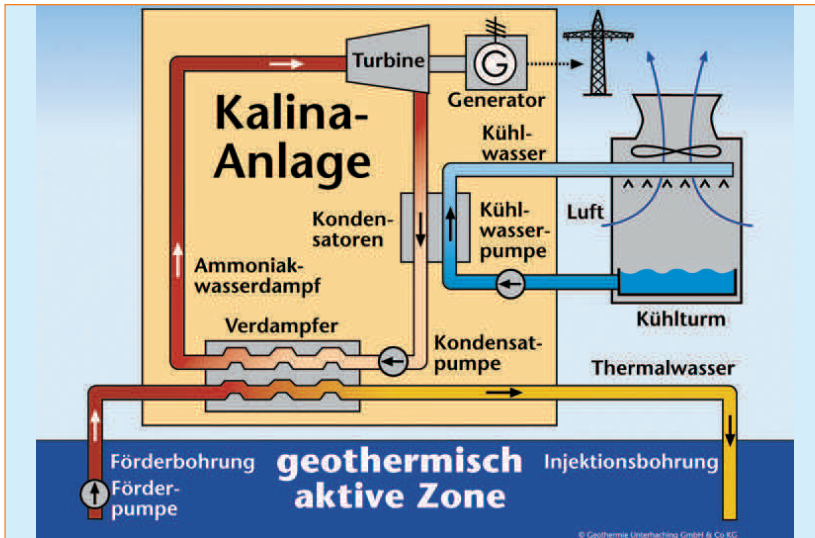 Turbine
G
Generator
Kalina-
Anlage
Kühl-
wasser
Konden-
satoren
Kühl-
wasser-
pumpe
Luft
Ammoniak-
wasserdampf
Kühlturm
Verdampfer
Kondensat-
pumpe
Thermalwasser
Förderbohrung
Förder-
pumpe
geothermisch
aktive Zone
Injektionsbohrung
© Geothermie Unterhaching GmbH & Co KG